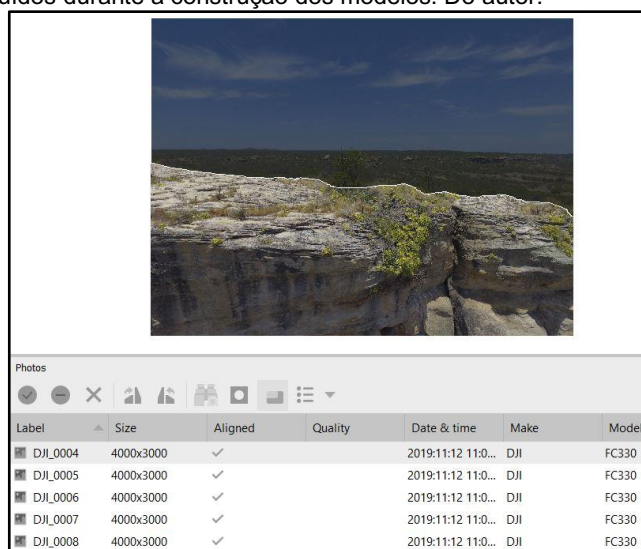 durante a construção dos modelos. Do autor.
Photos
Label Size Aligned Quality Date & time Make Model
DJI_0004 4000x3000 2019:11:12 11:0... DJI FC330
DJI_0005 4000x3000 2019:11:12 11:0... DJI FC330
DJI_0006 4000x3000 2019:11:12 11:0... DJI FC330
DJI_0007 4000x3000 2019:11:12 11:0... DJI FC330
DJI_0008 4000x3000 2019:11:12 11:0... DJI FC330